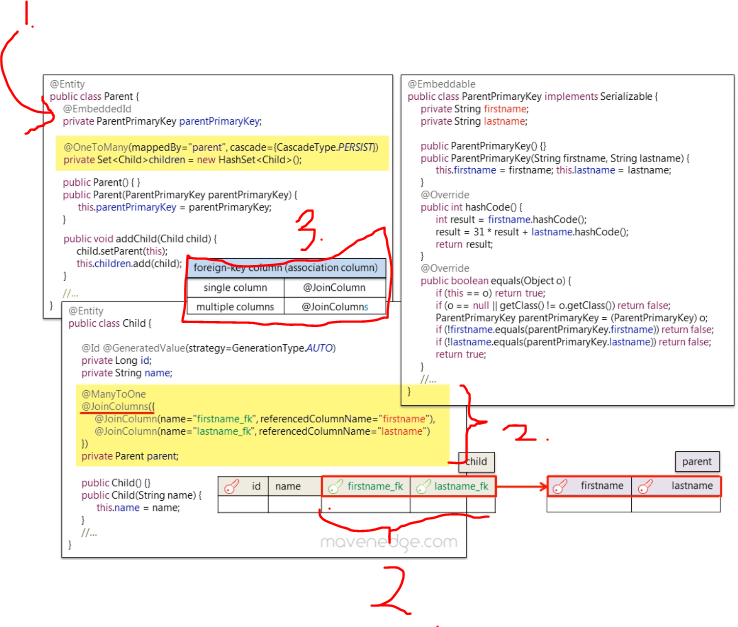 1.
@Entity
public class Parent {
@EmbeddedId
private ParentPrimaryKey parentPrimaryKey;
@OneToMany(mappedBy="parent", cascade={CascadeType.PERSIST})
private Set<Child>children = new HashSet<Child>();
public Parent() { }
public Parent(ParentPrimaryKey parentPrimaryKey) {
this.parentPrimaryKey = parentPrimaryKey;
}
public void addChild(Child child) {
child.setParent(this);
this.children.add(child);
}
//...
}
@Embeddable
public class ParentPrimaryKey implements Serializable {
private String firstname;
private String lastname;
public ParentPrimaryKey() {}
public ParentPrimaryKey(String firstname, String lastname) {
this.firstname = firstname; this.lastname = lastname;
}
@Override
public int hashCode() {
int result = firstname.hashCode();
result = 31 * result + lastname.hashCode();
return result;
}
@Override
public boolean equals(Object o) {
if (this == o) return true;
if (o == null || getClass() != o.getClass()) return false;
ParentPrimaryKey parentPrimaryKey = (ParentPrimaryKey) o;
if (!firstname.equals(parentPrimaryKey.firstname)) return false;
if (!lastname.equals(parentPrimaryKey.lastname)) return false;
return true;
}
//...
}
3.
foreign-key column (association column)
single column @JoinColumn
multiple columns @JoinColumns
@Entity
public class Child {
@Id @GeneratedValue(strategy=GenerationType.AUTO)
private Long id;
private String name;
@ManyToOne
@JoinColumns({
@JoinColumn(name="firstname_fk", referencedColumnName="firstname"),
@JoinColumn(name="lastname_fk", referencedColumnName="lastname")
})
private Parent parent;
public Child() {}
public Child(String name) {
this.name = name;
}
//...
}
2.
child
id name firstname_fk lastname_fk
parent
firstname lastname
mavenedge.com
2